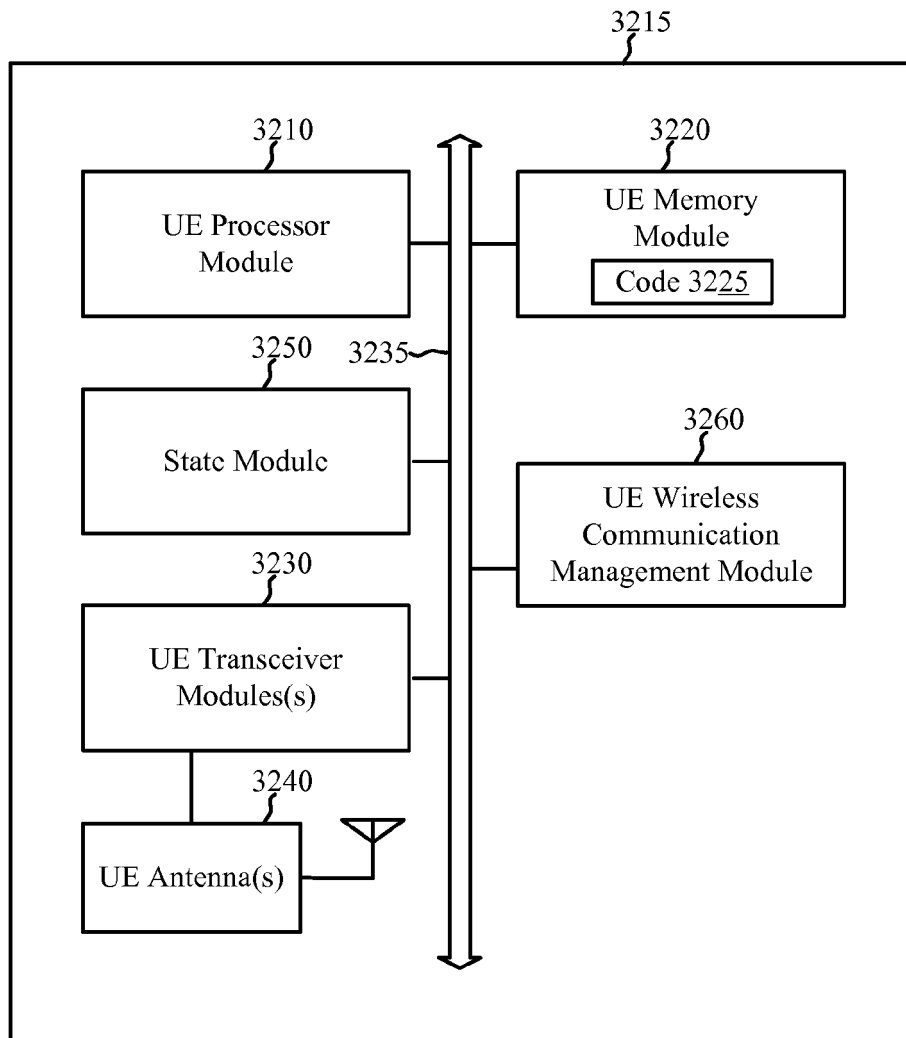 3215
3210
UE Processor
Module
3220
UE Memory
Module
Code 3225
3235
3250
State Module
3260
UE Wireless
Communication
Management Module
3230
UE Transceiver
Modules(s)
3240
UE Antenna(s)